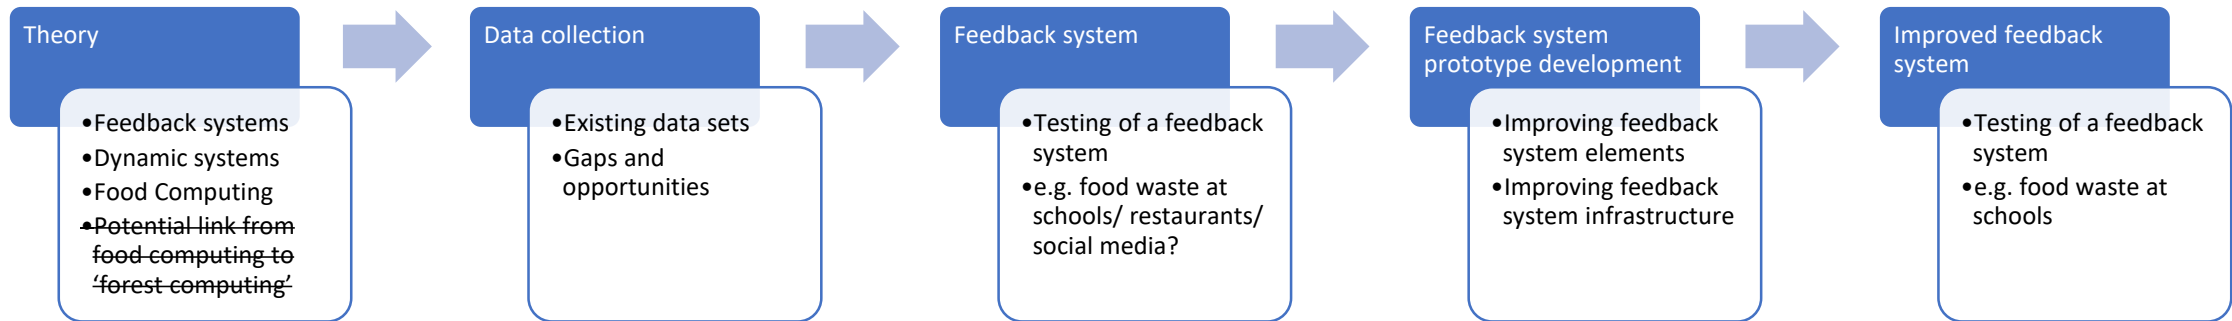 Theory
•Feedback systems
•Dynamic systems
•Food Computing
•Potential link from
food computing to
‘forest computing’
Data collection
•Existing data sets
•Gaps and
opportunities
Feedback system
•Testing of a feedback
system
•e.g. food waste at
schools/ restaurants/
social media?
Feedback system
prototype development
•Improving feedback
system elements
•Improving feedback
system infrastructure
Improved feedback
system
•Testing of a feedback
system
•e.g. food waste at
schools